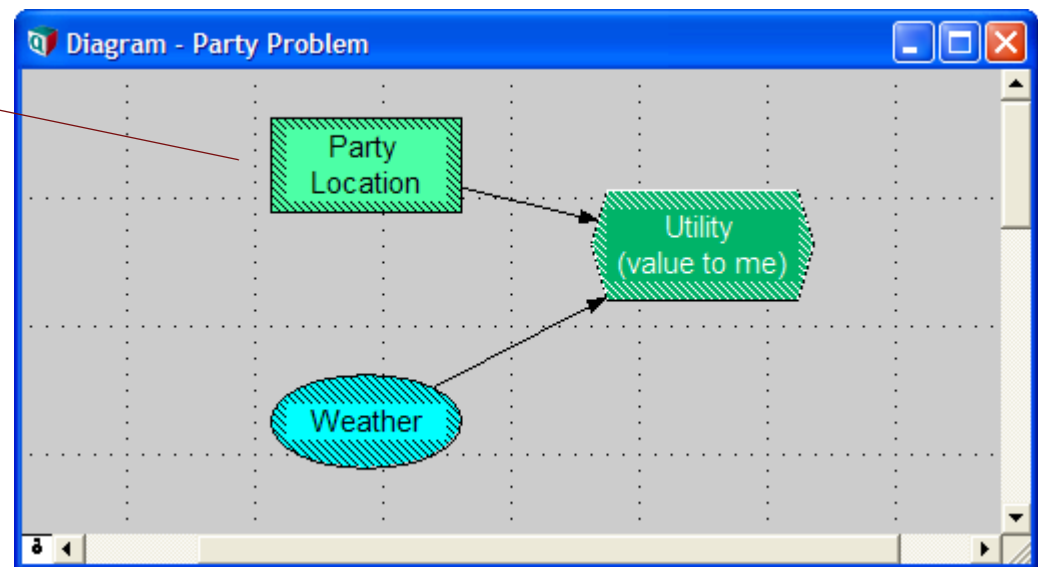 Diagram - Party Problem
Party
Location
Utility
(value to me)
Weather